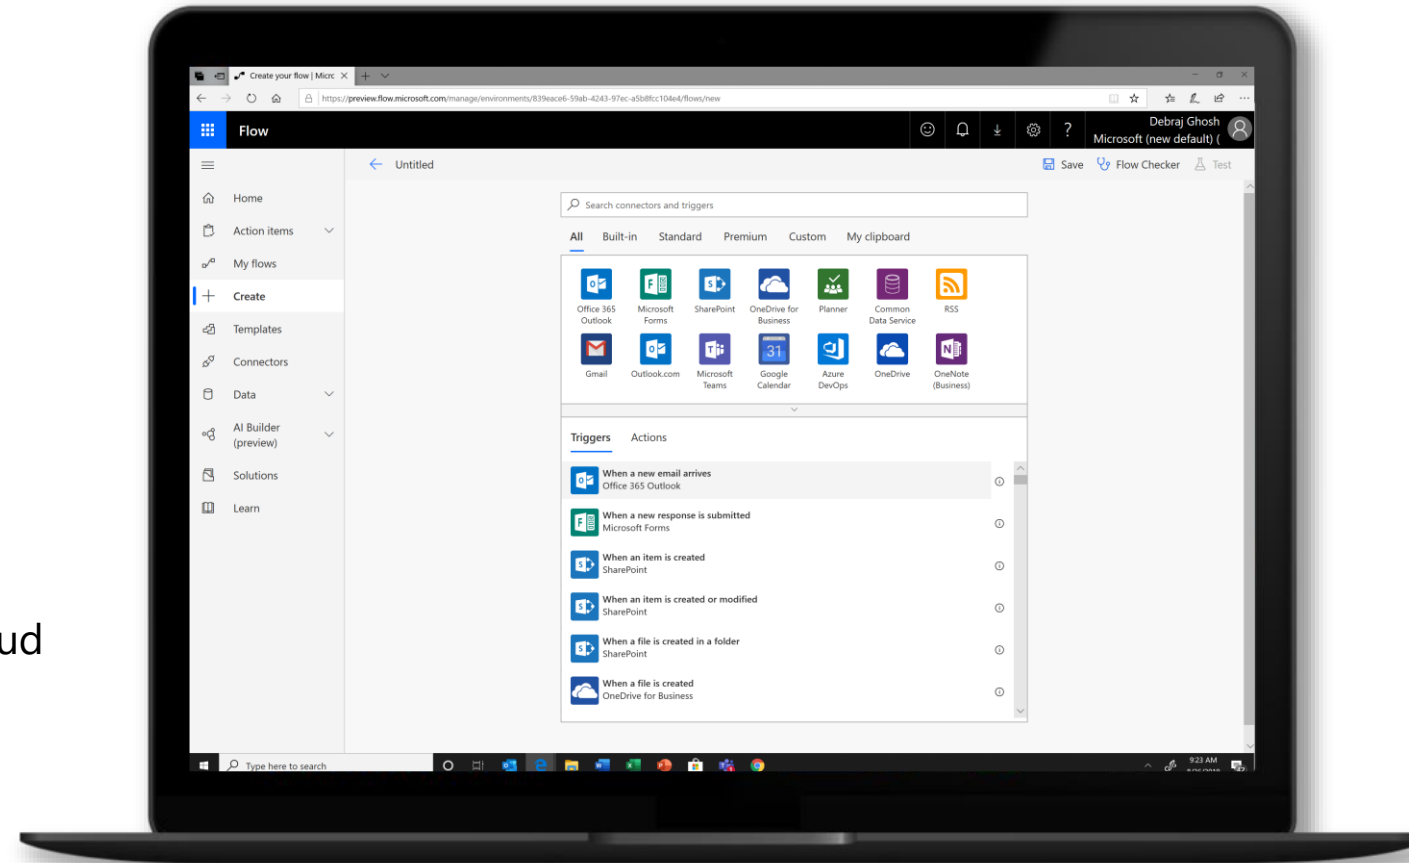 Create your flow | Micrc
https://preview.flow.microsoft.com/manage/environments/839eace6-59ab-4243-97ec-a5b8fcc104e4/flows/new
Flow
?
Debraj Ghosh
Microsoft (new default) (
Untitled
Save
Flow Checker
Test
Home
Action items
My flows
Create
Templates
Connectors
Data
AI Builder
(preview)
Solutions
Learn
Search connectors and triggers
All Built-in Standard Premium Custom My clipboard
Office 365
Outlook
Microsoft
Forms
SharePoint
OneDrive for
Business
Planner
Common
Data Service
RSS
Gmail
Outlook.com
Microsoft
Teams
31
Google
Calendar
Azure
DevOps
OneDrive
OneNote
(Business)
Triggers Actions
When a new email arrives
Office 365 Outlook
When a new response is submitted
Microsoft Forms
When an item is created
SharePoint
When an item is created or modified
SharePoint
When a file is created in a folder
SharePoint
When a file is created
OneDrive for Business
ud
Type here to search
9:23 AM